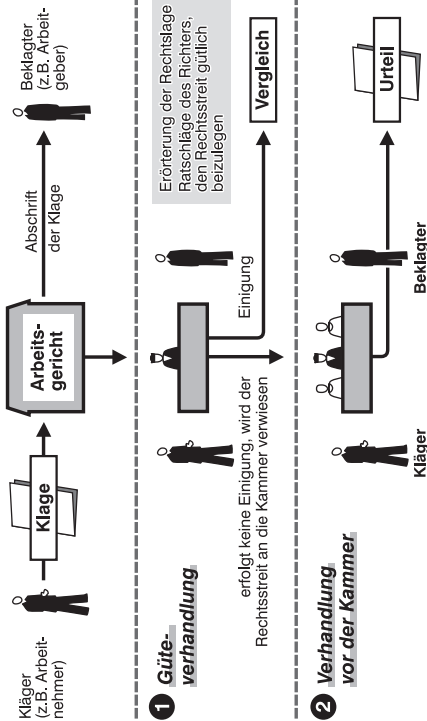 Kläger
(z.B. Arbeit-
nehmer)
Klage
Arbeits-
gericht
Abschrift
der Klage
Beklagter
(z.B. Arbeit-
geber)
1 Güte-
verhandlung
erfolgt keine Einigung, wird der
Rechtsstreit an die Kammer verwiesen
Einigung
Erörterung der Rechtslage
Ratschläge des Richters,
den Rechtsstreit gütlich
beizulegen
Vergleich
2 Verhandlung
vor der Kammer
Kläger
Beklagter
Urteil